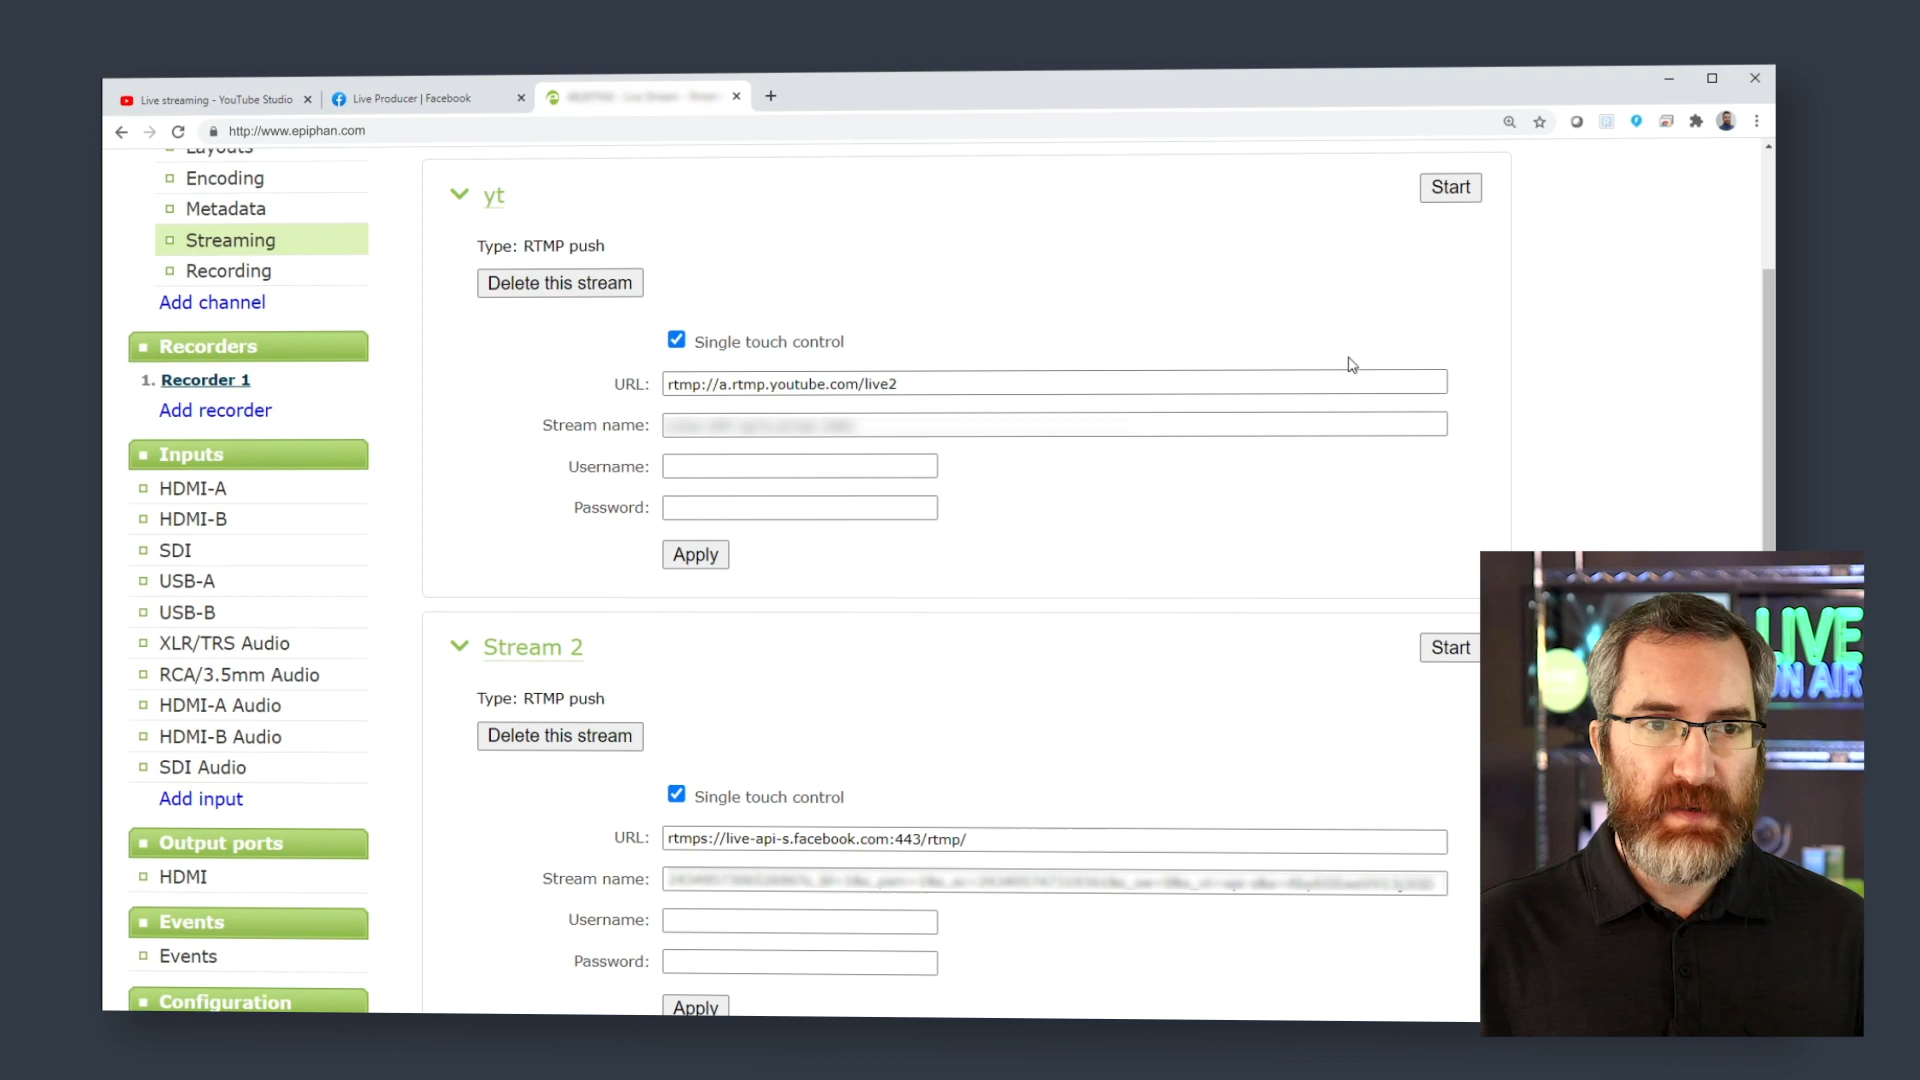 Live streaming - YouTube Studio
Live Producer | Facebook
http://www.epiphan.com
Layouts
Encoding
Metadata
Streaming
Recording
Add channel
Recorders
1. Recorder 1
Add recorder
Inputs
HDMI-A
HDMI-B
SDI
USB-A
USB-B
XLR/TRS Audio
RCA/3.5mm Audio
HDMI-A Audio
HDMI-B Audio
SDI Audio
Add input
Output ports
HDMI
Events
Events
Configuration
yt
Start
Type: RTMP push
Delete this stream
Single touch control
URL: rtmp://a.rtmp.youtube.com/live2
Stream name:
Username:
Password:
Apply
Stream 2
Start
Type: RTMP push
Delete this stream
Single touch control
URL: rtmps://live-api-s.facebook.com:443/rtmp/
Stream name:
Username:
Password:
Apply
LIVE
ON AIR